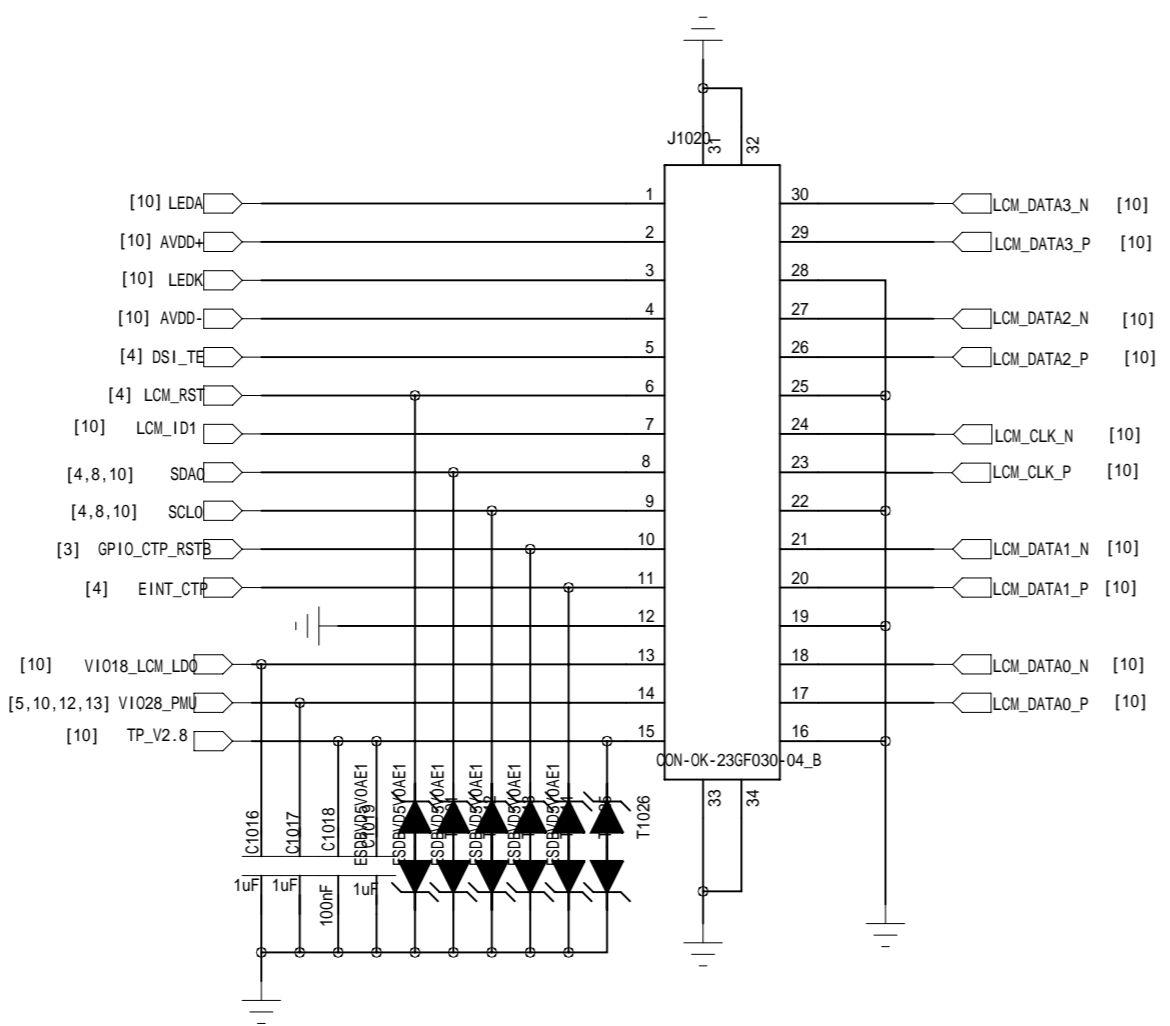 J1020
31
32
[10] LEDA
1
30
LCM_DATA3_N [10]
[10] AVDD+
2
29
LCM_DATA3_P [10]
[10] LEDK
3
28
[10] AVDD-
4
27
LCM_DATA2_N [10]
[4] DSI_TE
5
26
LCM_DATA2_P [10]
[4] LCM_RST
6
25
[10] LCM_ID1
7
24
LCM_CLK_N [10]
[4,8,10] SDA0
8
23
LCM_CLK_P [10]
[4,8,10] SCL0
9
22
[3] GPIO_CTP_RSTB
10
21
LCM_DATA1_N [10]
[4] EINT_CTP
11
20
LCM_DATA1_P [10]
12
19
[10] VIO18_LCM_LDO
13
18
LCM_DATA0_N [10]
[5,10,12,13] VIO28_PMU
14
17
LCM_DATA0_P [10]
[10] TP_V2.8
15
16
CON-OK-23GF030-04_B
33
34
C1016
1uF
C1017
1uF
C1018
100nF
C1019
1uF
ESDBVD5V0AE1
ESDBVD5V0AE1
ESDBVD5V0AE1
ESDBVD5V0AE1
ESDBVD5V0AE1
ESDBVD5V0AE1
T1026